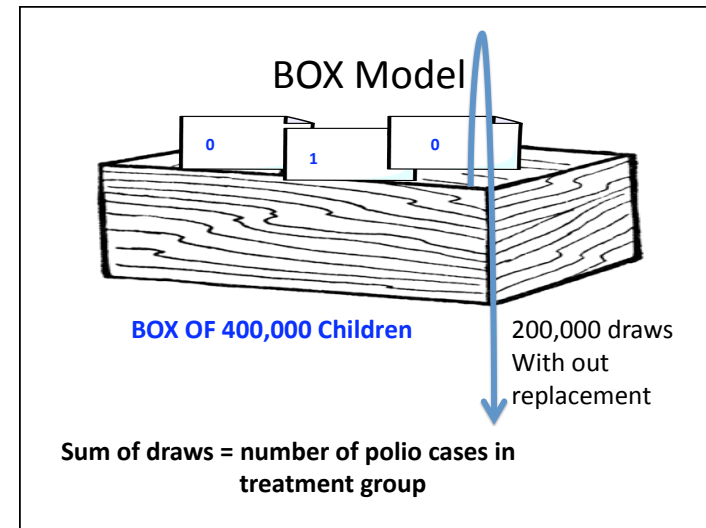 BOX Model
0
1
0
BOX OF 400,000 Children
200,000 draws
With out
replacement
Sum of draws = number of polio cases in
treatment group